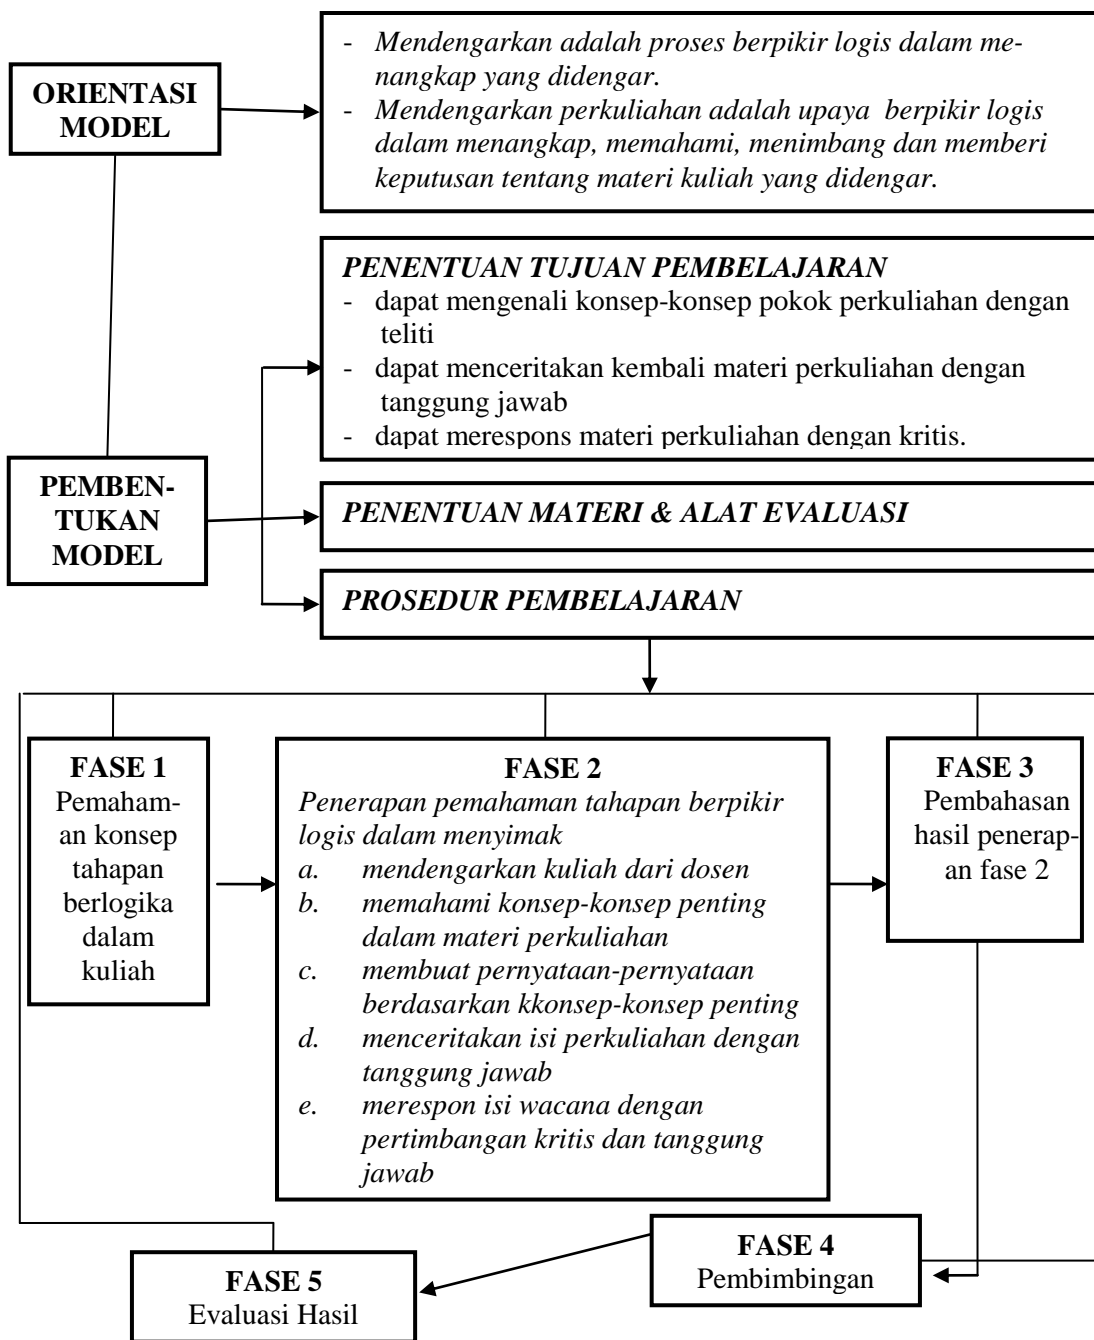 ORIENTASI
MODEL
- Mendengarkan adalah proses berpikir logis dalam me-
nangkap yang didengar.
- Mendengarkan perkuliahan adalah upaya berpikir logis
dalam menangkap, memahami, menimbang dan memberi
keputusan tentang materi kuliah yang didengar.
PENENTUAN TUJUAN PEMBELAJARAN
- dapat mengenali konsep-konsep pokok perkuliahan dengan
teliti
- dapat menceritakan kembali materi perkuliahan dengan
tanggung jawab
- dapat merespons materi perkuliahan dengan kritis.
PEMBEN-
TUKAN
MODEL
PENENTUAN MATERI & ALAT EVALUASI
PROSEDUR PEMBELAJARAN
FASE 1
Pemaham-
an konsep
tahapan
berlogika
dalam
kuliah
FASE 2
Penerapan pemahaman tahapan berpikir
logis dalam menyimak
a. mendengarkan kuliah dari dosen
b. memahami konsep-konsep penting
dalam materi perkuliahan
c. membuat pernyataan-pernyataan
berdasarkan kkonsep-konsep penting
d. menceritakan isi perkuliahan dengan
tanggung jawab
e. merespon isi wacana dengan
pertimbangan kritis dan tanggung
jawab
FASE 3
Pembahasan
hasil penerap-
an fase 2
FASE 4
Pembimbingan
FASE 5
Evaluasi Hasil